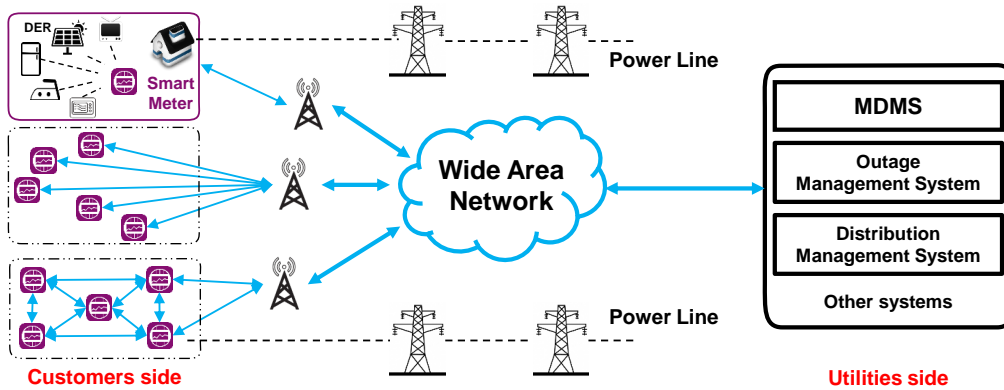 DER
Smart
Meter
Power Line
MDMS
Outage
Management System
Wide Area
Network
Distribution
Management System
Other systems
Power Line
Customers side
Utilities side